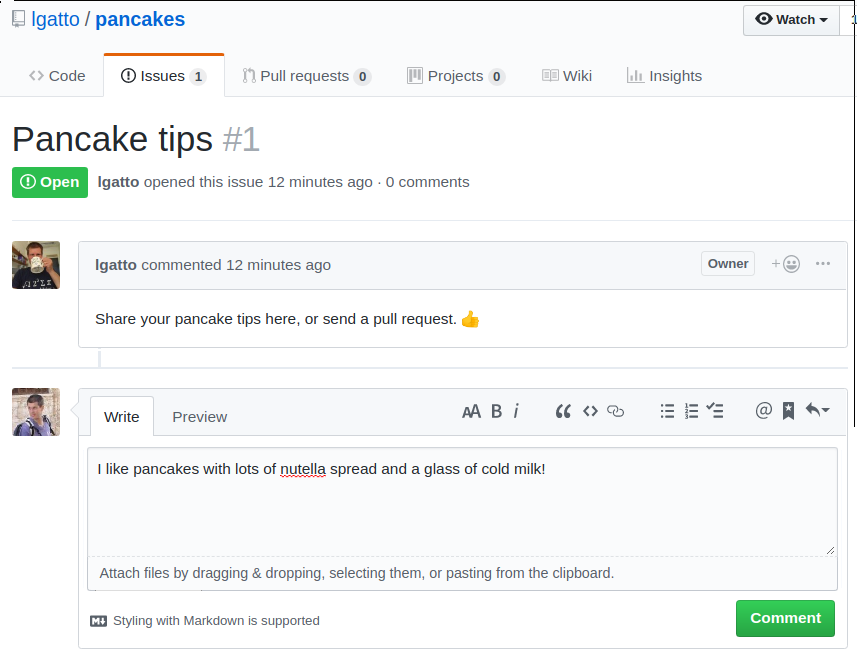 lgatto / pancakes
Watch
Code
Issues 1
Pull requests 0
Projects 0
Wiki
Insights
Pancake tips #1
Open lgatto opened this issue 12 minutes ago · 0 comments
lgatto commented 12 minutes ago Owner
Share your pancake tips here, or send a pull request. 👍
Write Preview AA B i
I like pancakes with lots of nutella spread and a glass of cold milk!
Attach files by dragging & dropping, selecting them, or pasting from the clipboard.
Styling with Markdown is supported Comment